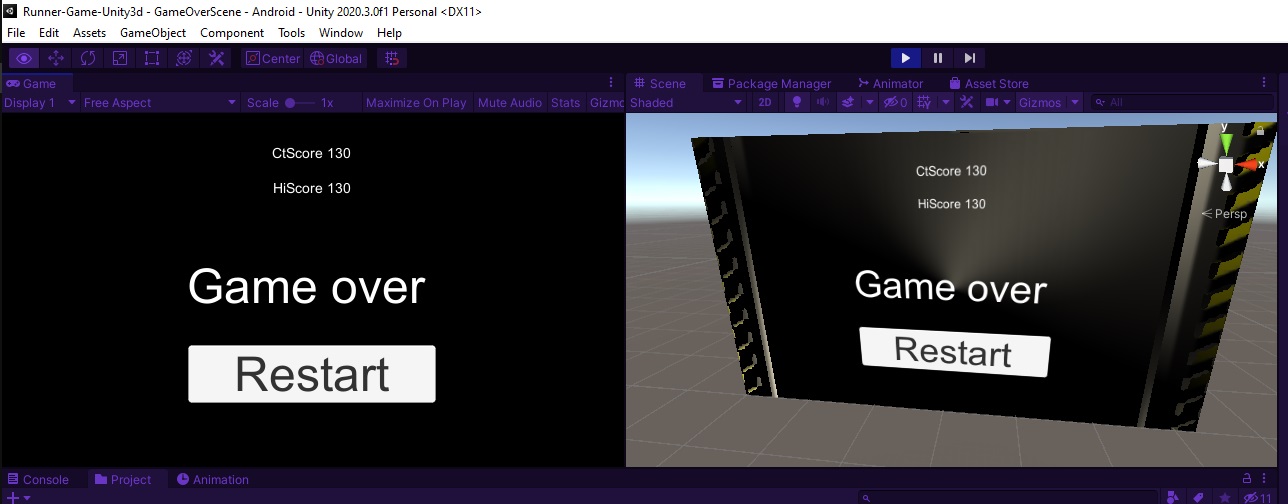 Runner-Game-Unity3d - GameOverScene - Android - Unity 2020.3.0f1 Personal <DX11>
File Edit Assets GameObject Component Tools Window Help
Center Global
Game
Scene Package Manager Animator Asset Store
Display 1 Free Aspect Scale 1x Maximize On Play Mute Audio Stats Gizmo
Shaded 2D 0 Gizmos All
CtScore 130
HiScore 130
Game over
Restart
y
x
Persp
CtScore 130
HiScore 130
Game over
Restart
Console Project Animation
11